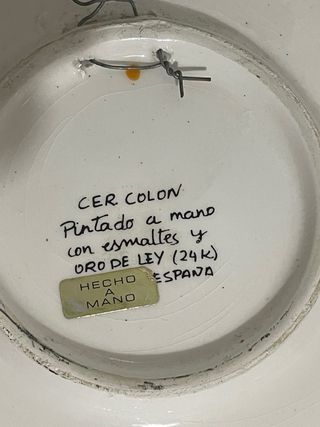 CER COLON
Pintado a mano
con esmaltes y
ORO DE LEY (24K)
ESPAÑA
HECHO
A
MANO